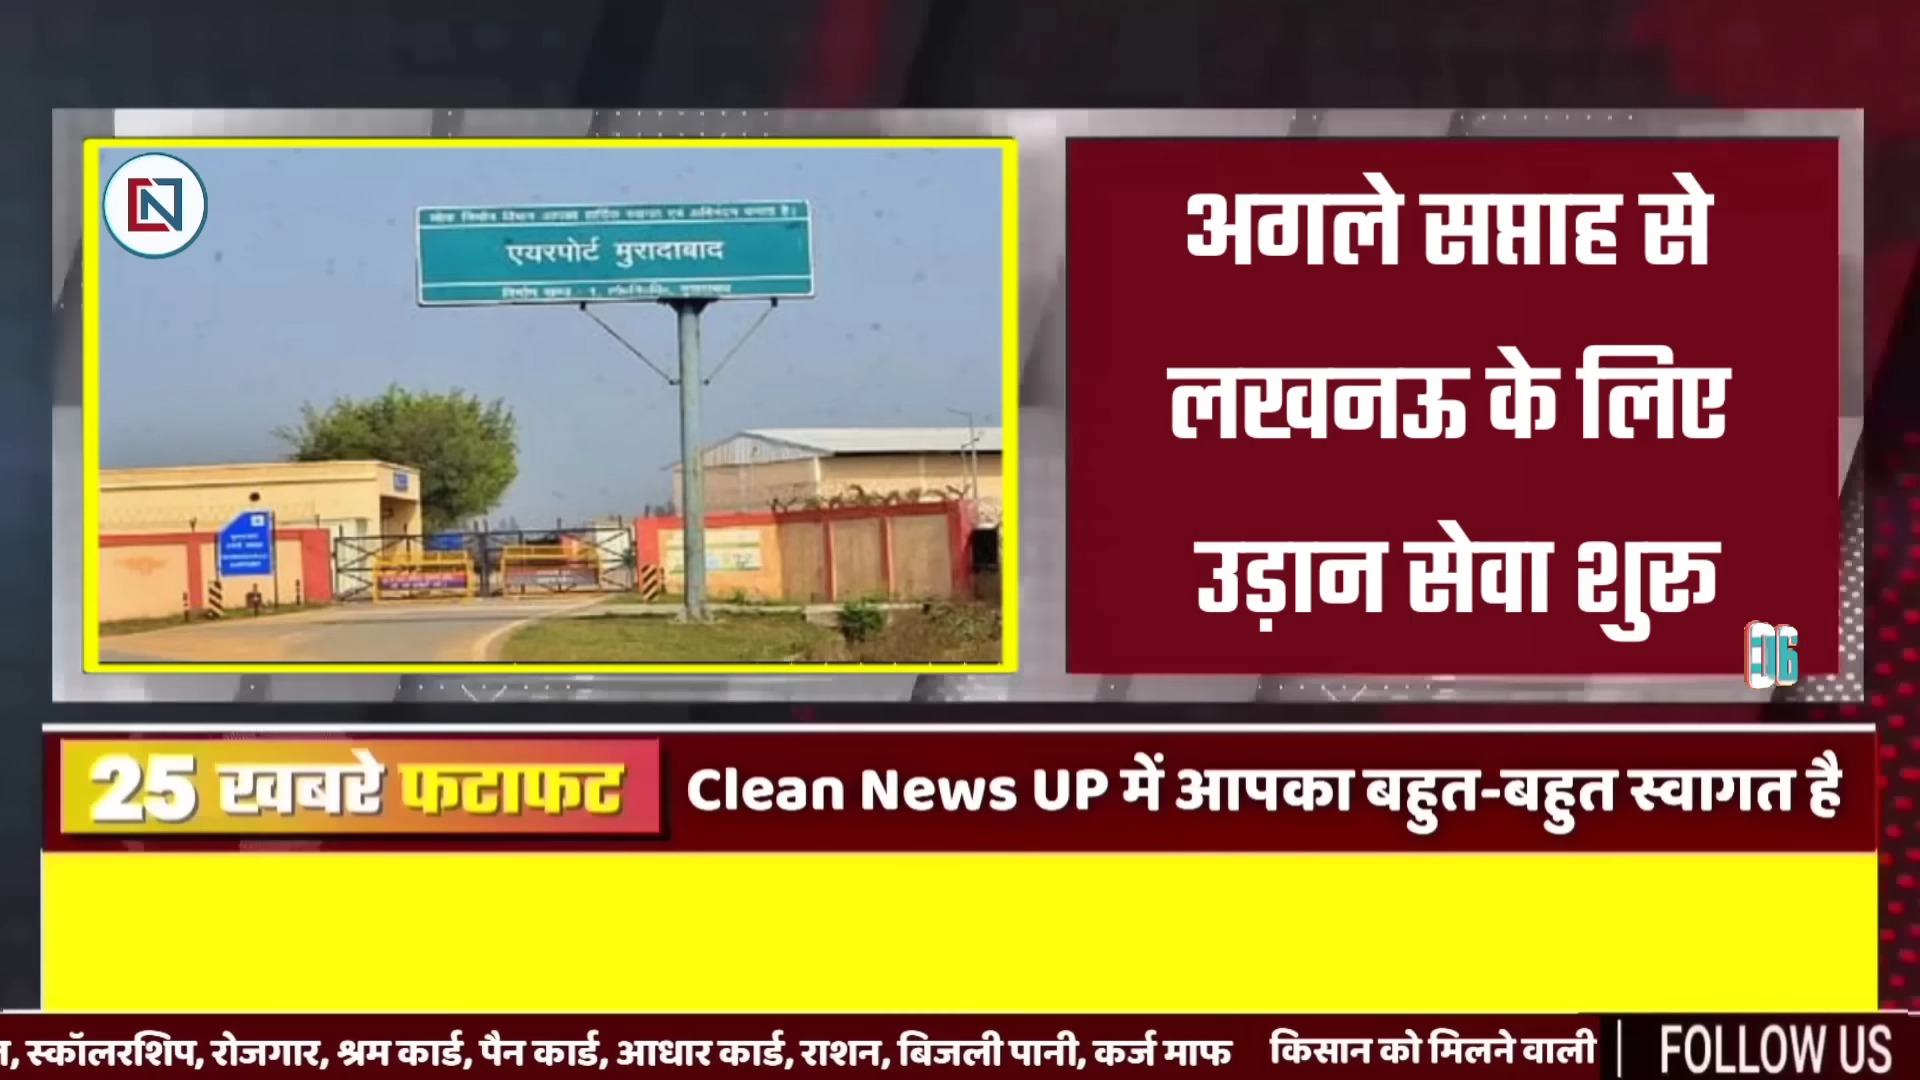 एयरपोर्ट मुरादाबाद
अगले सप्ताह से
लखनऊ के लिए
उड़ान सेवा शुरू
06
25 खबरे फटाफट
Clean News UP में आपका बहुत-बहुत स्वागत है
स्कॉलरशिप, रोजगार, श्रम कार्ड, पैन कार्ड, आधार कार्ड, राशन, बिजली पानी, कर्ज माफ किसान को मिलने वाली
FOLLOW US